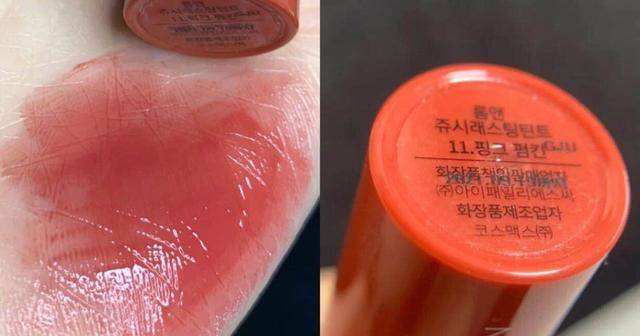 롬앤
쥬시래스팅틴트
11.핑크 펌킨 GJU
화장품책임판매업자
㈜아이패밀리에스씨
화장품제조업자
코스맥스㈜